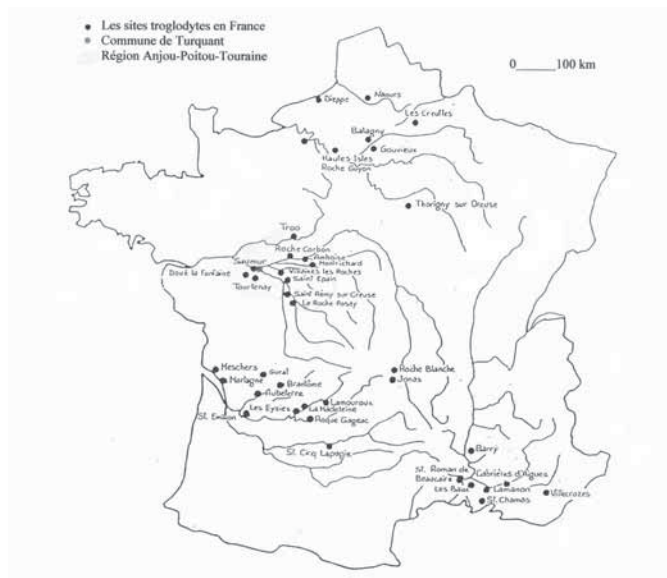 Les sites troglodytes en France
Commune de Turquant
Région Anjou-Poitou-Touraine
0 100 km
Dieppe
Naours
Les Creuttes
Balagny
Gouvieux
Hautes Isles
Roche Guyon
Thorigny sur Oreuse
Troo
Roche Corbon
Amboise
Montrichard
Saumur
Doué la Fontaine
Villaines les Roches
Tourtenay
Saint Epain
Saint Rémy sur Creuse
La Roche Posay
Meschers
Gurat
Mortagne
Brantôme
Aubeterre
Roche Blanche
Jonas
Lamouroux
Les Eysies
La Madeleine
St. Emilion
Roque Gageac
St. Cirq Lapopie
Barry
St. Roman de
Beaucaire
Cabrières d'Aigues
Les Baux
Lamanon
Villecrozes
St. Chamas